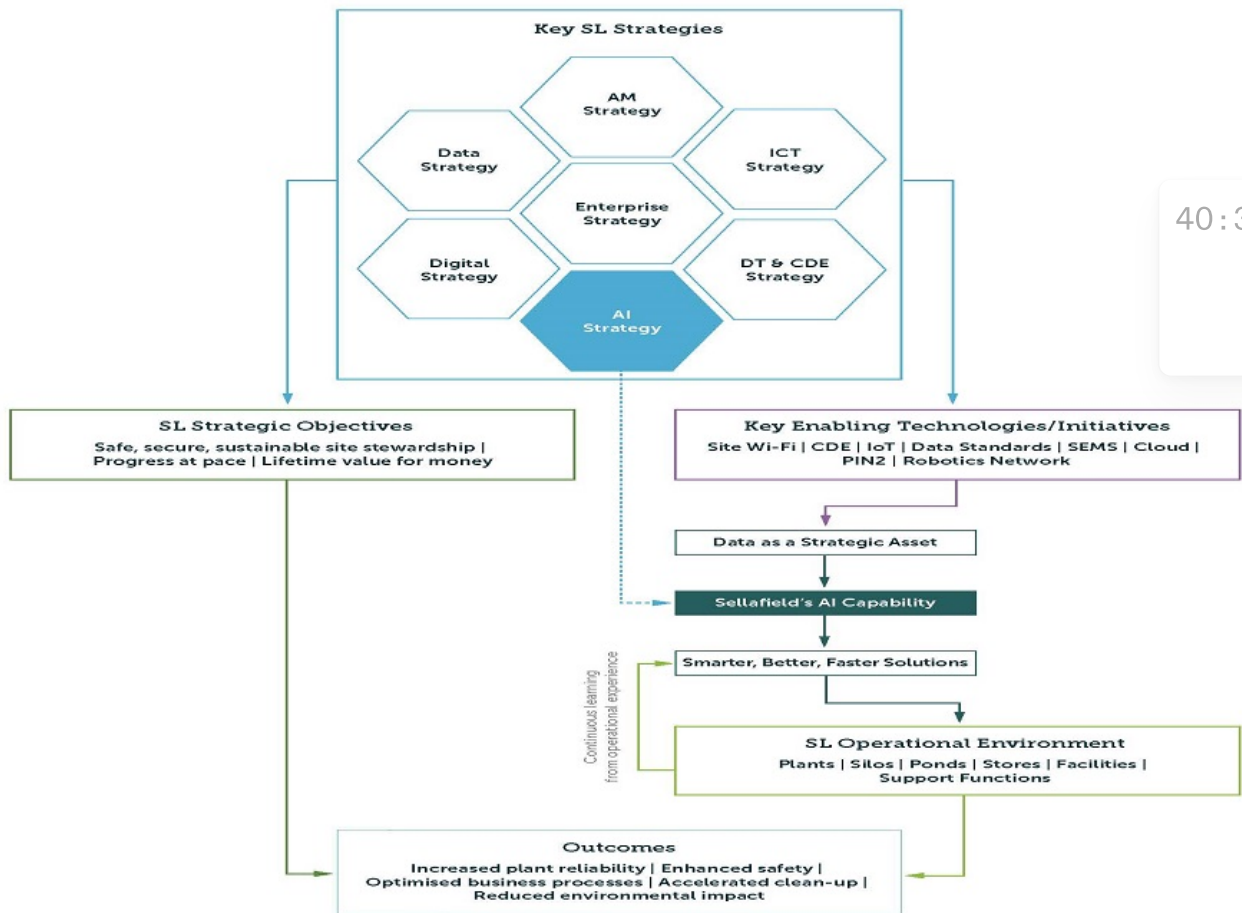 Key SL Strategies
AM
Strategy
Data
Strategy
ICT
Strategy
Enterprise
Strategy
Digital
Strategy
DT & CDE
Strategy
AI
Strategy
40:3
SL Strategic Objectives
Safe, secure, sustainable site stewardship |
Progress at pace | Lifetime value for money
Key Enabling Technologies/Initiatives
Site Wi-Fi | CDE | IoT | Data Standards | SEMS | Cloud |
PIN2 | Robotics Network
Data as a Strategic Asset
Sellafield's AI Capability
Smarter, Better, Faster Solutions
Continuous learning
from operational experience
SL Operational Environment
Plants | Silos | Ponds | Stores | Facilities |
Support Functions
Outcomes
Increased plant reliability | Enhanced safety |
Optimised business processes | Accelerated clean-up |
Reduced environmental impact